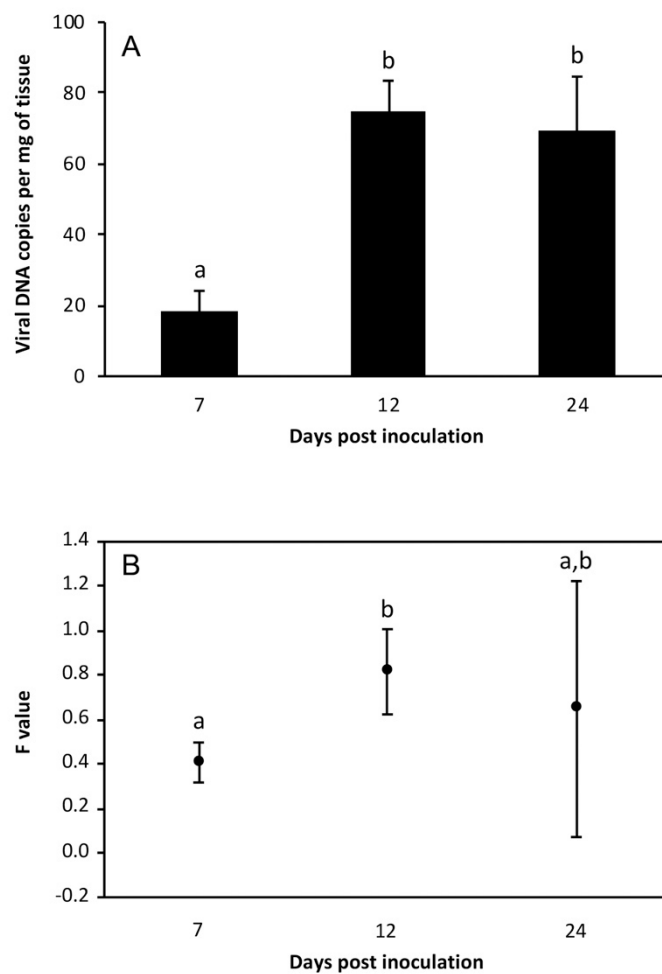 A
Viral DNA copies per mg of tissue
100
80
60
40
20
0
a
b
b
7 12 24
Days post inoculation
B
F value
1.4
1.2
1.0
0.8
0.6
0.4
0.2
0.0
-0.2
a
b
a,b
7 12 24
Days post inoculation